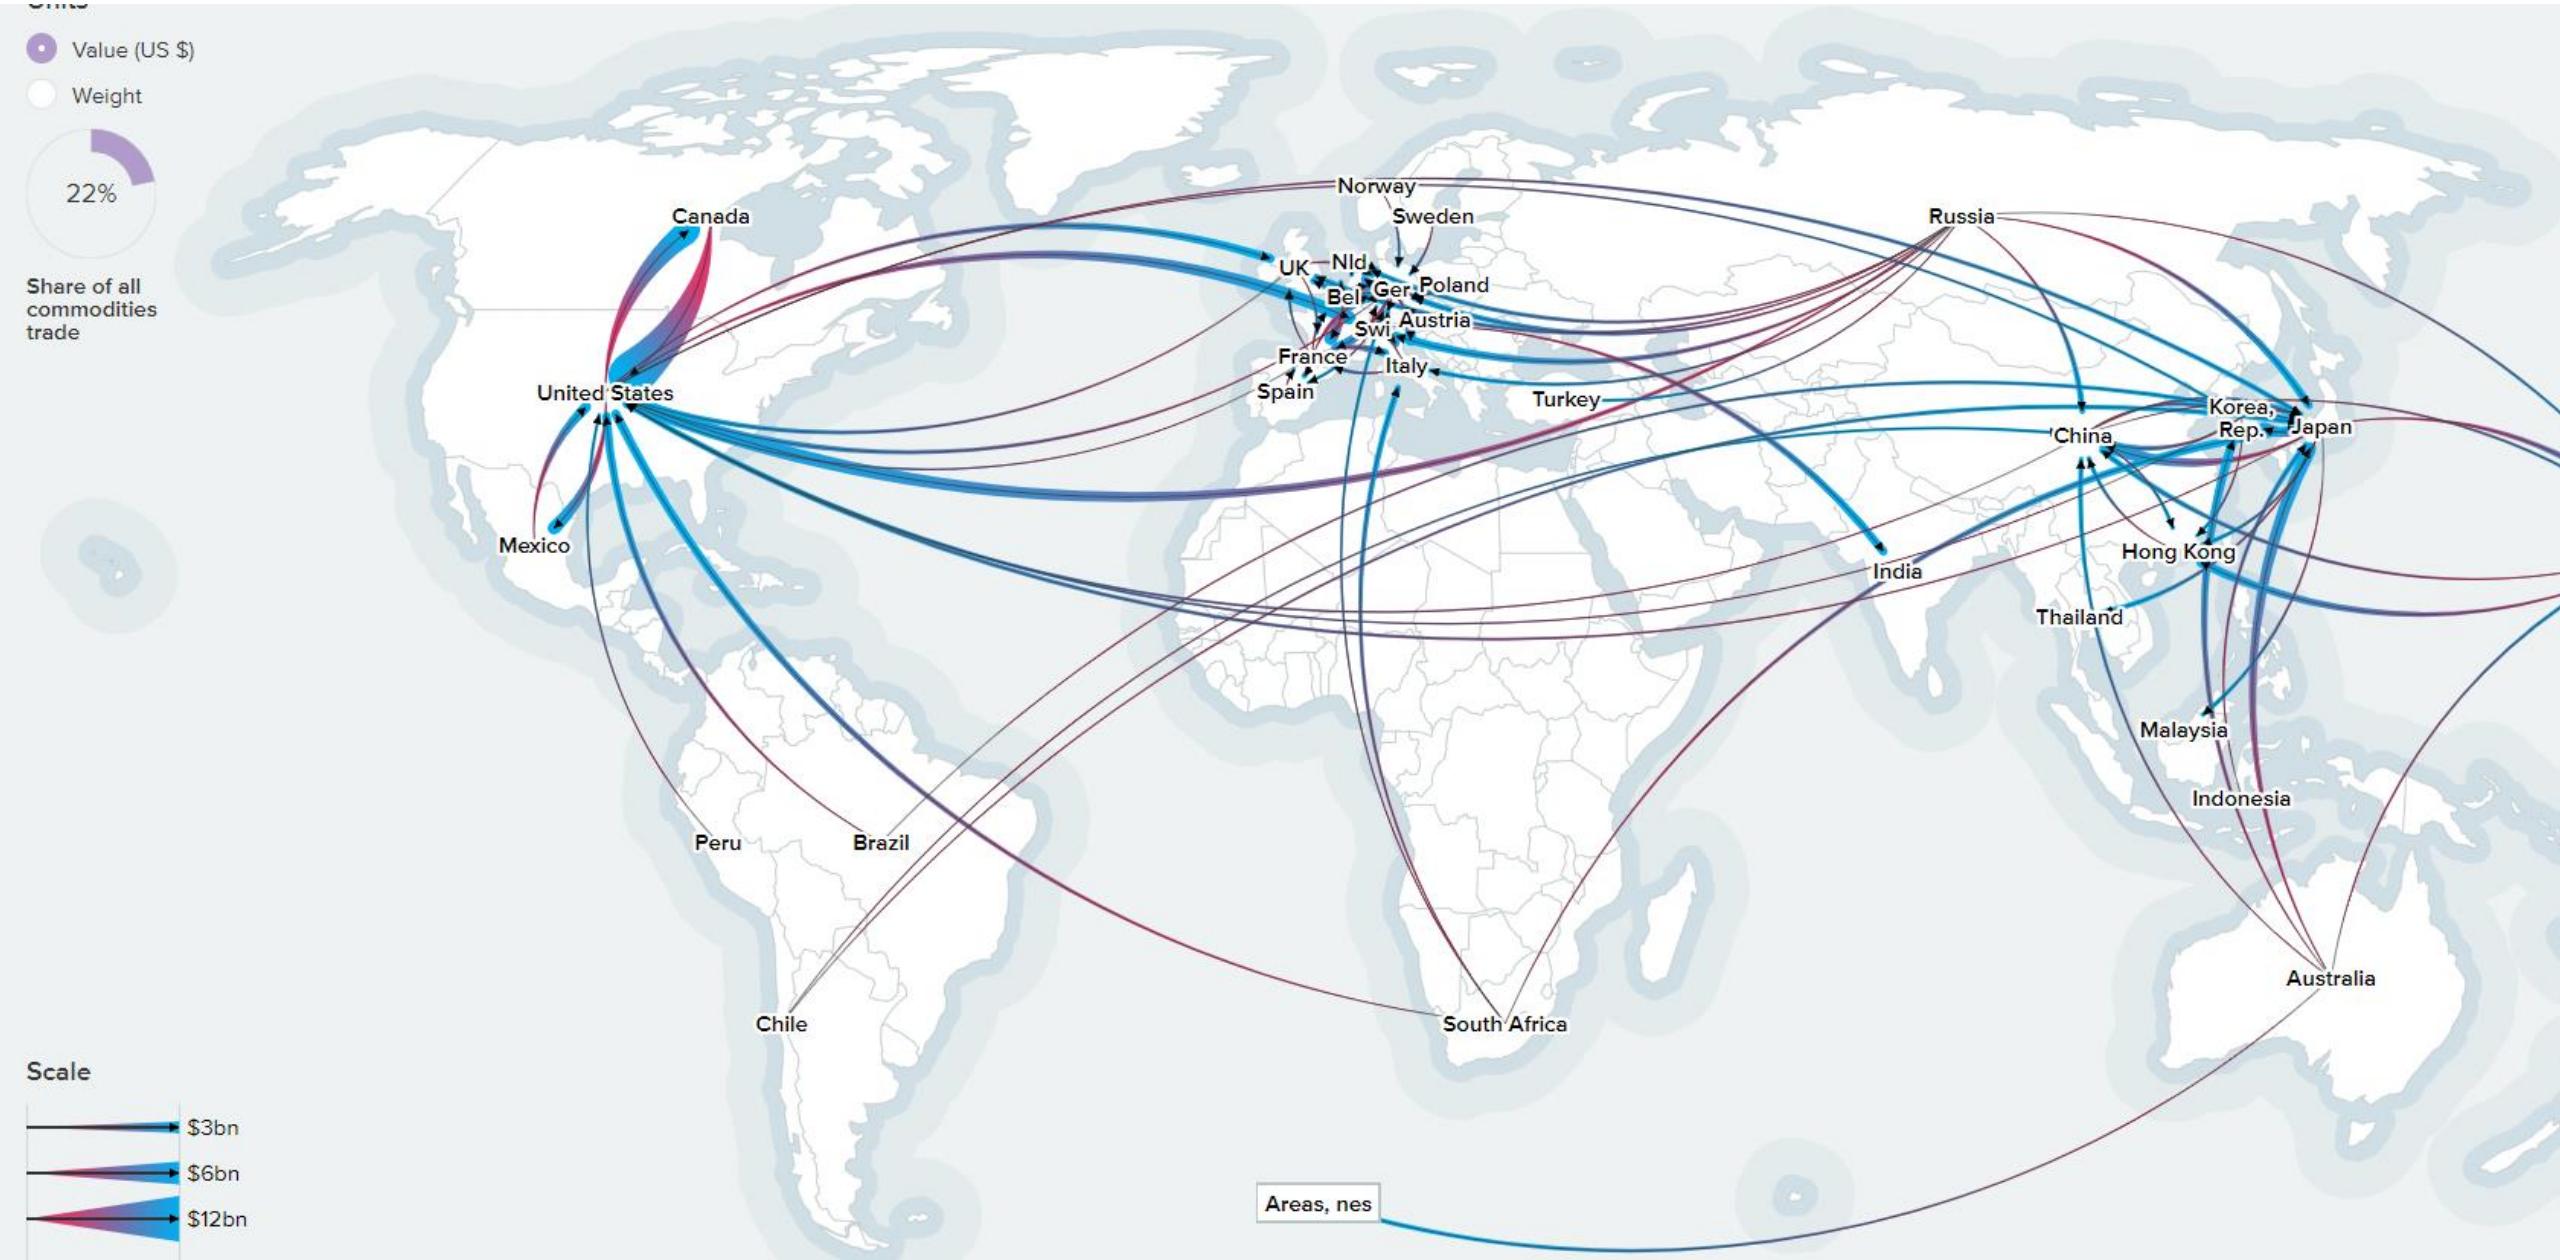 Units
Value (US $)
Weight
22%
Share of all
commodities
trade
Canada
United States
Mexico
Peru
Brazil
Chile
Norway
Sweden
UK
Nld
Poland
Bel
Ger
Austria
Swi
France
Italy
Spain
Turkey
Russia
Korea,
Rep.
Japan
China
Hong Kong
India
Thailand
Malaysia
Indonesia
Australia
South Africa
Areas, nes
Scale
$3bn
$6bn
$12bn